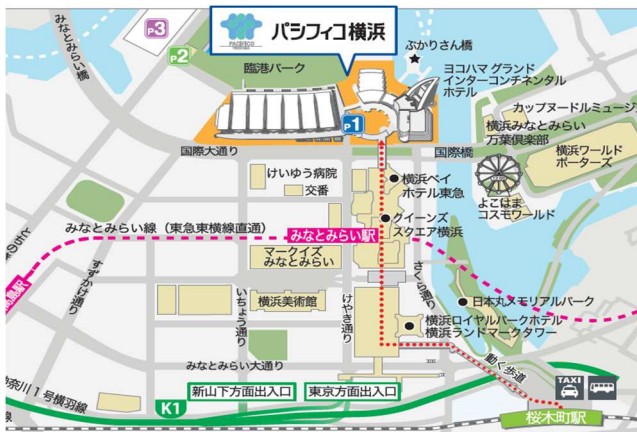 P3
P2
PACIFICO
パシフィコ横浜
みなとみらい橋
臨港パーク
ぷかりさん橋
ヨコハマ グランド
インターコンチネンタル
ホテル
P1
カップヌードルミュージ
横浜みなとみらい
万葉倶楽部
横浜ワールド
ポーターズ
国際大通り
国際橋
けいゆう病院
交番
横浜ベイ
ホテル東急
よこはま
コスモワールド
クイーンズ
スクエア横浜
みなとみらい線（東急東横線直通）
みなとみらい駅
マークイズ
みなとみらい
とちのき通り
すずかけ通り
いちょう通り
けやき通り
さくら通り
高島駅
横浜美術館
日本丸メモリアルパーク
横浜ロイヤルパークホテル
横浜ランドマークタワー
みなとみらい大通り
動く歩道
神奈川1号横羽線
K1
新山下方面出入口
東京方面出入口
TAXI
桜木町駅